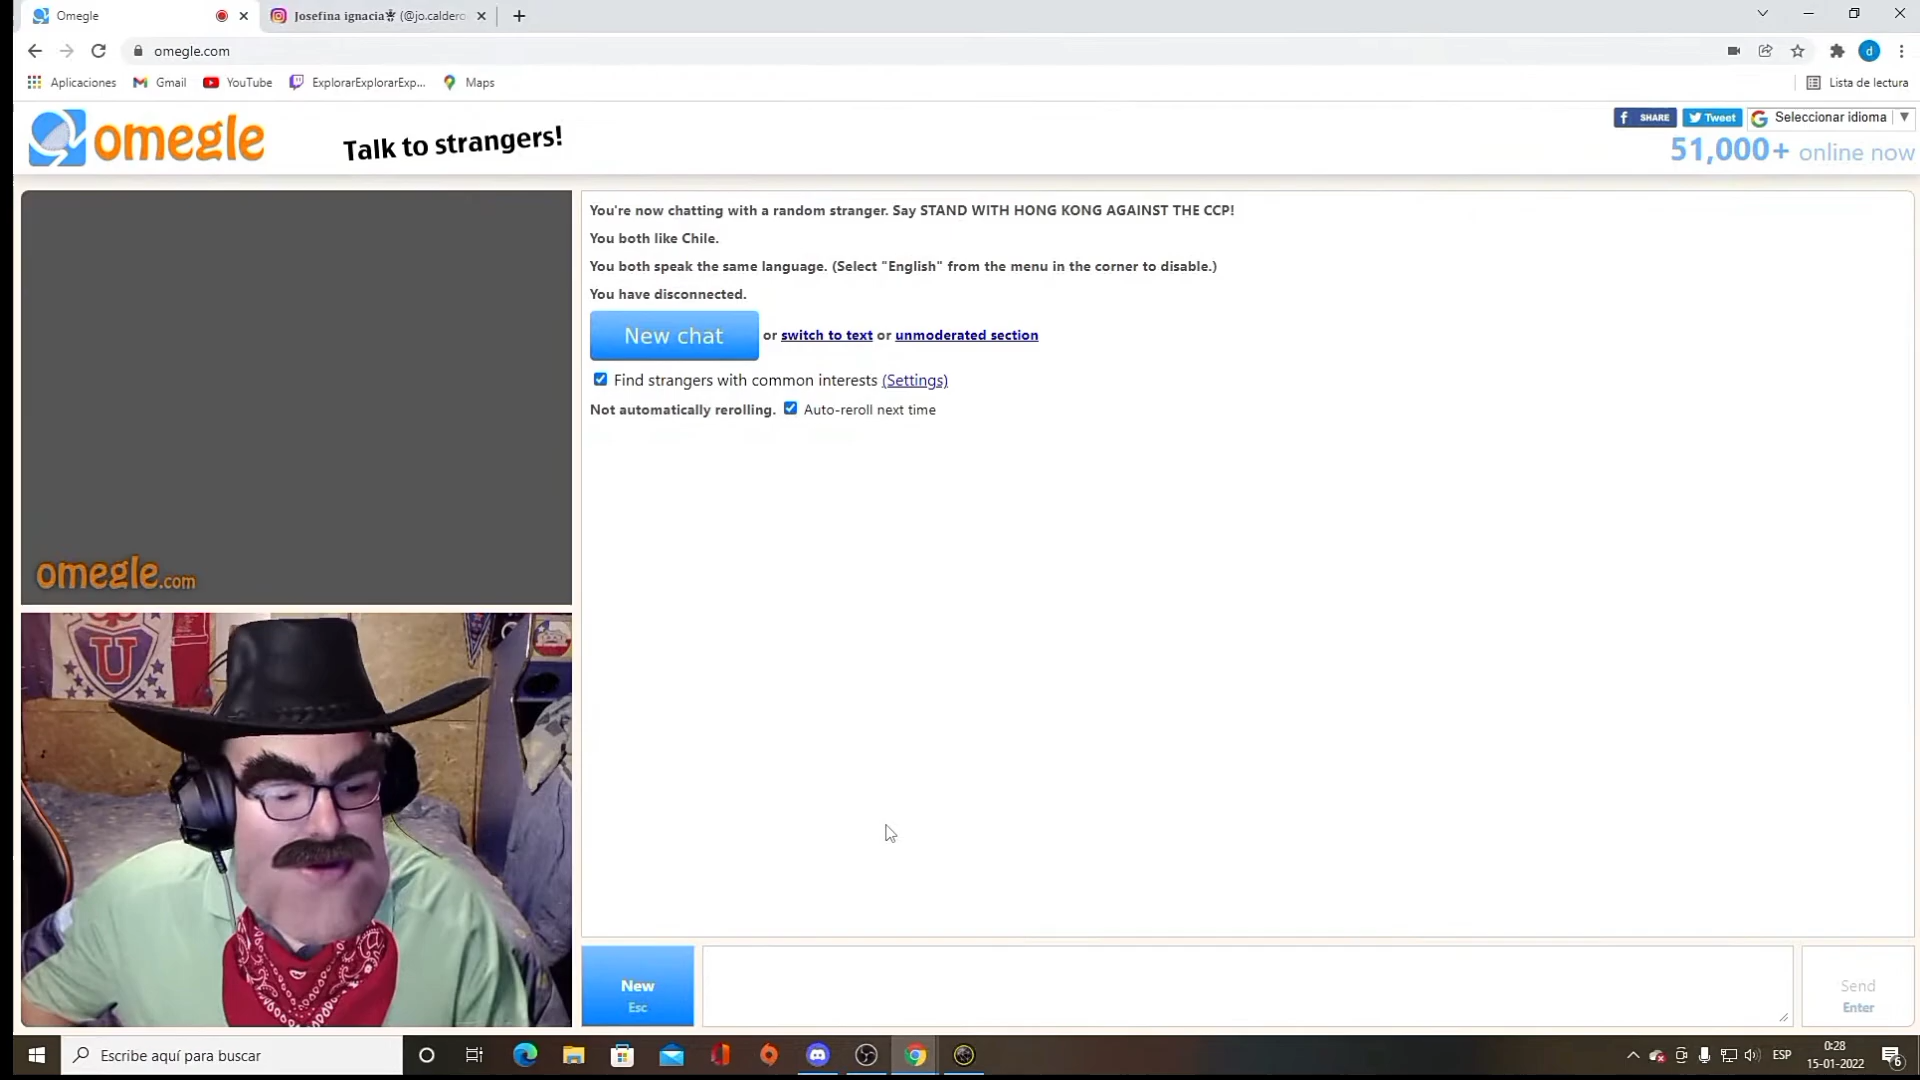 Omegle
Josefina ignacia (@jo.caldero
omegle.com
Aplicaciones
Gmail
YouTube
ExplorarExplorarExp...
Maps
Lista de lectura
omegle
Talk to strangers!
SHARE
Tweet
Seleccionar idioma
51,000+ online now
You're now chatting with a random stranger. Say STAND WITH HONG KONG AGAINST THE CCP!
You both like Chile.
You both speak the same language. (Select "English" from the menu in the corner to disable.)
You have disconnected.
New chat or switch to text or unmoderated section
Find strangers with common interests (Settings)
Not automatically rerolling. Auto-reroll next time
omegle.com
U
New
Esc
Send
Enter
Escribe aquí para buscar
ESP
0:28
15-01-2022
6